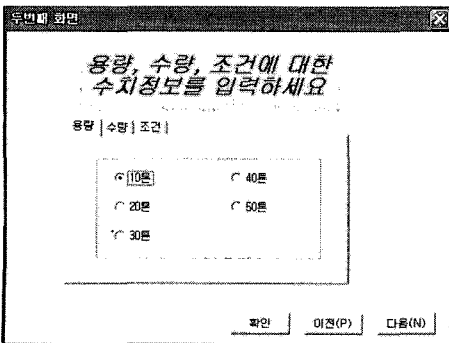 두번째 화면
용량, 수량, 조건에 대한
수치정보를 입력하세요
용량 수량 조건
10톤 40톤
20톤 50톤
30톤
확인 이전(P) 다음(N)